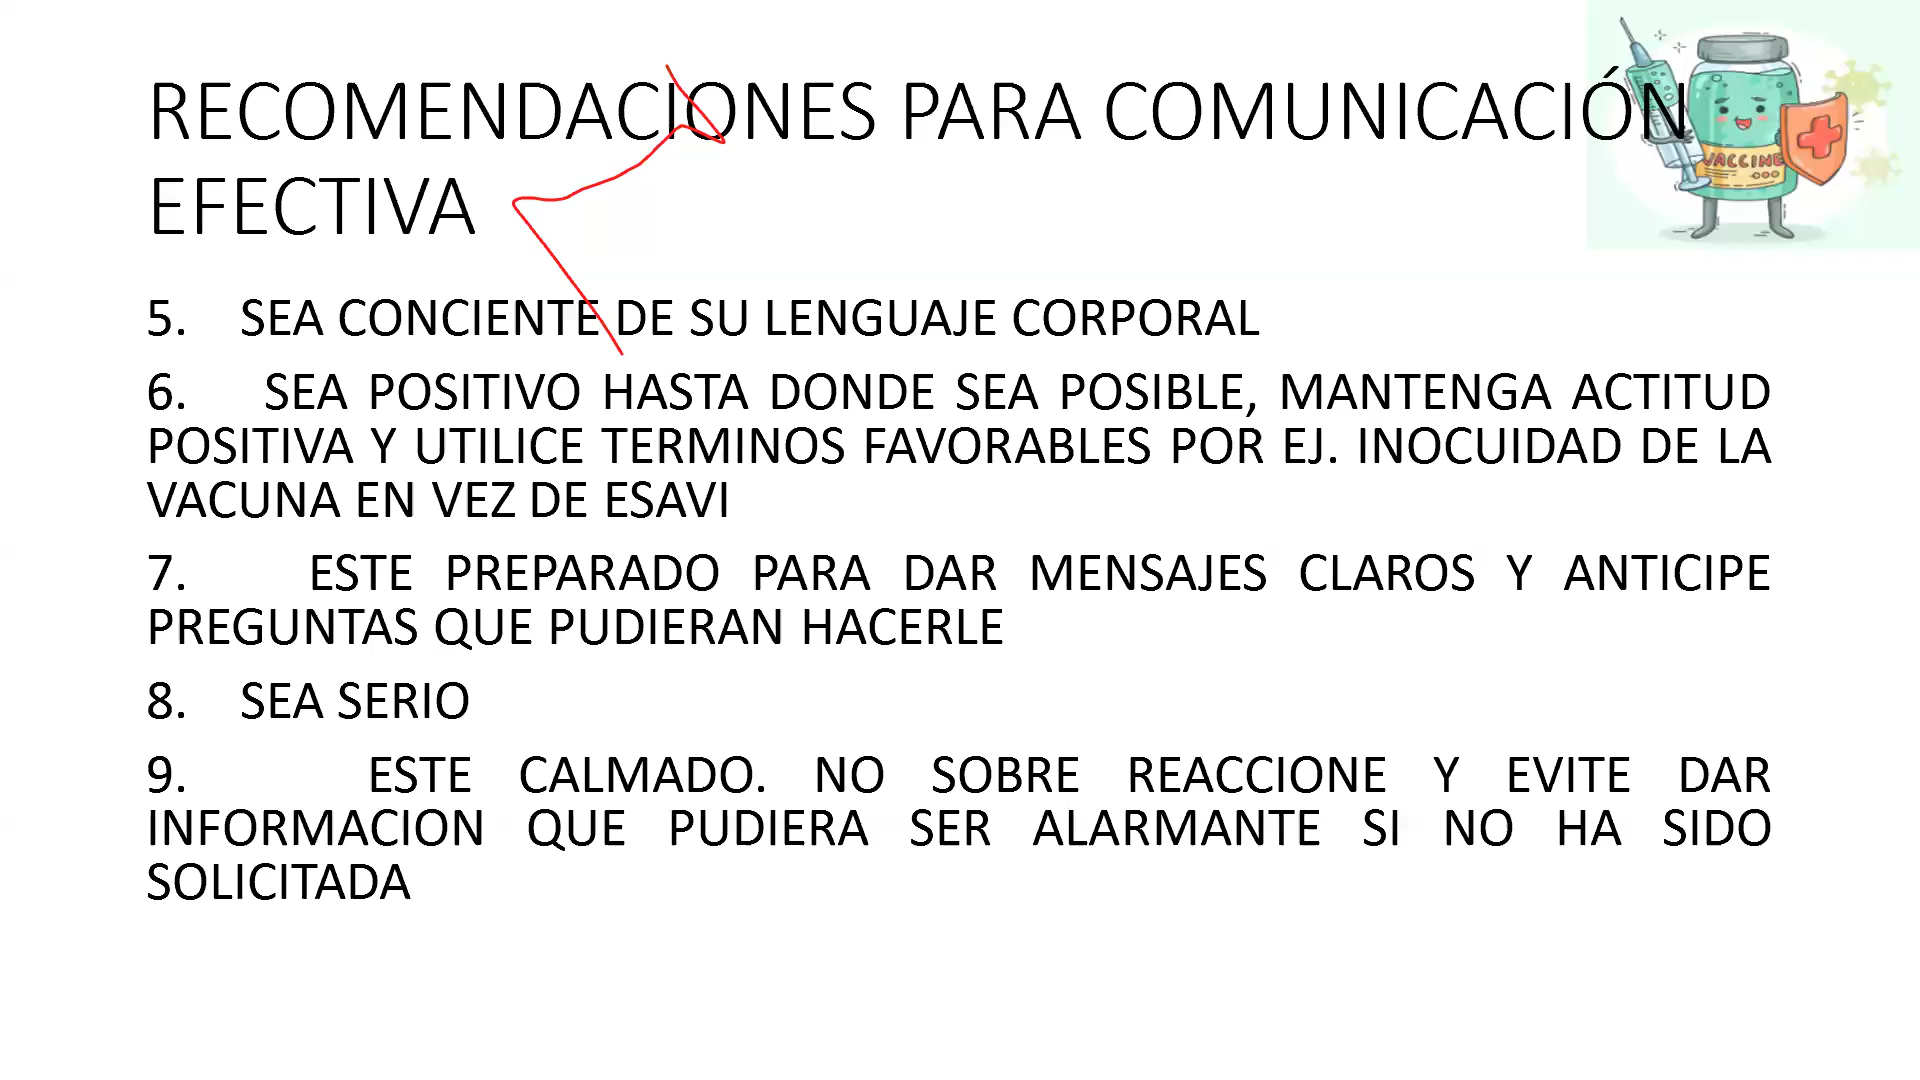 RECOMENDACIONES PARA COMUNICACIÓN
EFECTIVA
VACCINE
5. SEA CONCIENTE DE SU LENGUAJE CORPORAL
6. SEA POSITIVO HASTA DONDE SEA POSIBLE, MANTENGA ACTITUD
POSITIVA Y UTILICE TERMINOS FAVORABLES POR EJ. INOCUIDAD DE LA
VACUNA EN VEZ DE ESAVI
7. ESTE PREPARADO PARA DAR MENSAJES CLAROS Y ANTICIPE
PREGUNTAS QUE PUDIERAN HACERLE
8. SEA SERIO
9. ESTE CALMADO. NO SOBRE REACCIONE Y EVITE DAR
INFORMACION QUE PUDIERA SER ALARMANTE SI NO HA SIDO
SOLICITADA